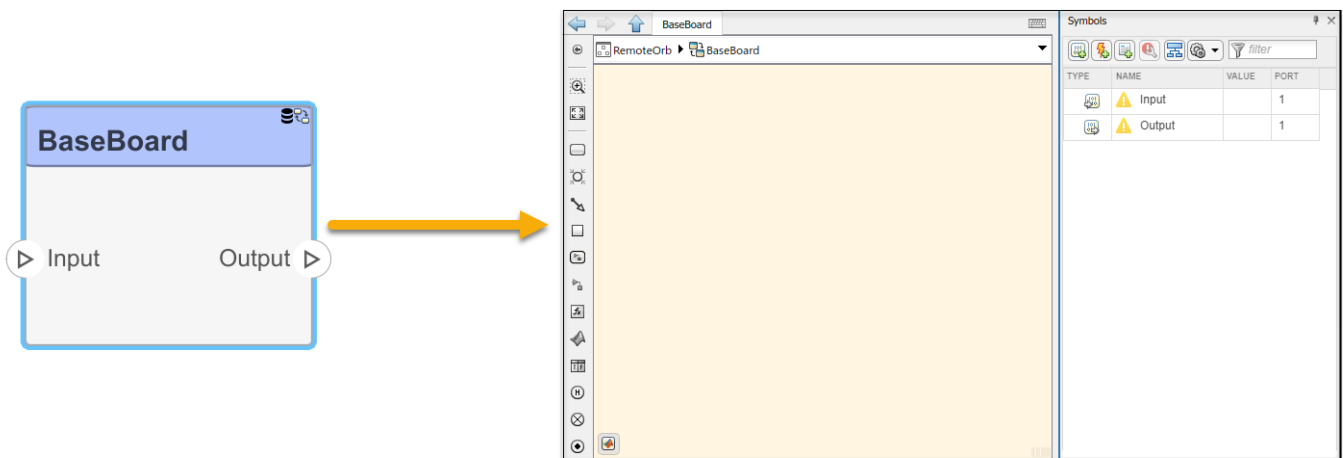 BaseBoard
Input
Output
BaseBoard
RemoteOrb BaseBoard
Symbols
filter
TYPE NAME VALUE PORT
Input 1
Output 1